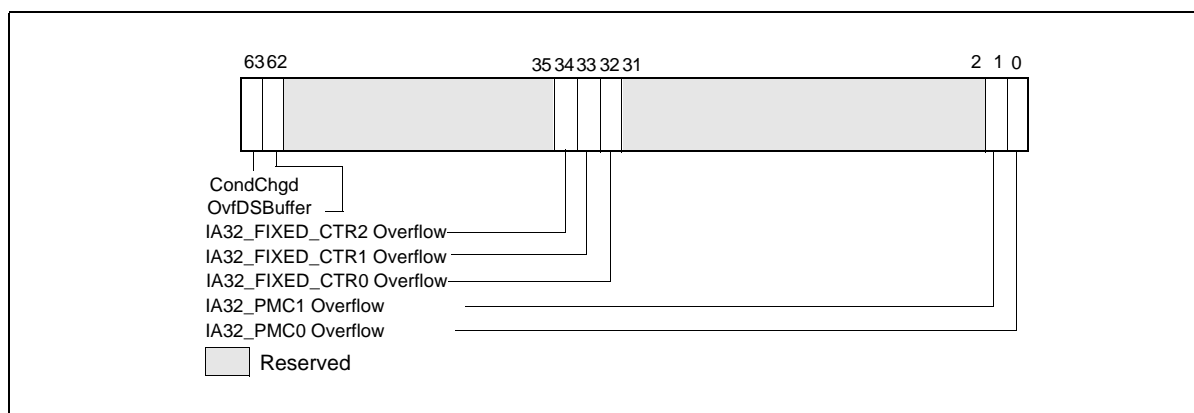 63 62 35 34 33 32 31 2 1 0
CondChgd
OvfDSBuffer
IA32_FIXED_CTR2 Overflow
IA32_FIXED_CTR1 Overflow
IA32_FIXED_CTR0 Overflow
IA32_PMC1 Overflow
IA32_PMC0 Overflow
Reserved